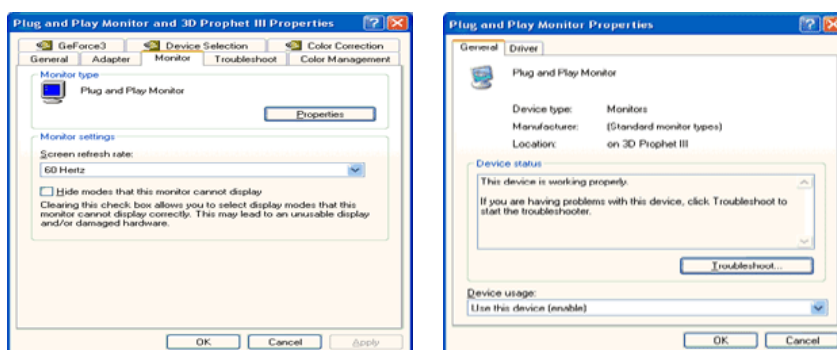 Plug and Play Monitor and 3D Prophet III Properties
GeForce3 Device Selection Color Correction
General Adapter Monitor Troubleshoot Color Management
Monitor type
Plug and Play Monitor
Properties
Monitor settings
Screen refresh rate:
60 Hertz
Hide modes that this monitor cannot display
Clearing this check box allows you to select display modes that this
monitor cannot display correctly. This may lead to an unusable display
and/or damaged hardware.
OK Cancel Apply
Plug and Play Monitor Properties
General Driver
Plug and Play Monitor
Device type: Monitors
Manufacturer: (Standard monitor types)
Location: on 3D Prophet III
Device status
This device is working properly.
If you are having problems with this device, click Troubleshoot to
start the troubleshooter.
Troubleshoot...
Device usage:
Use this device (enable)
OK Cancel